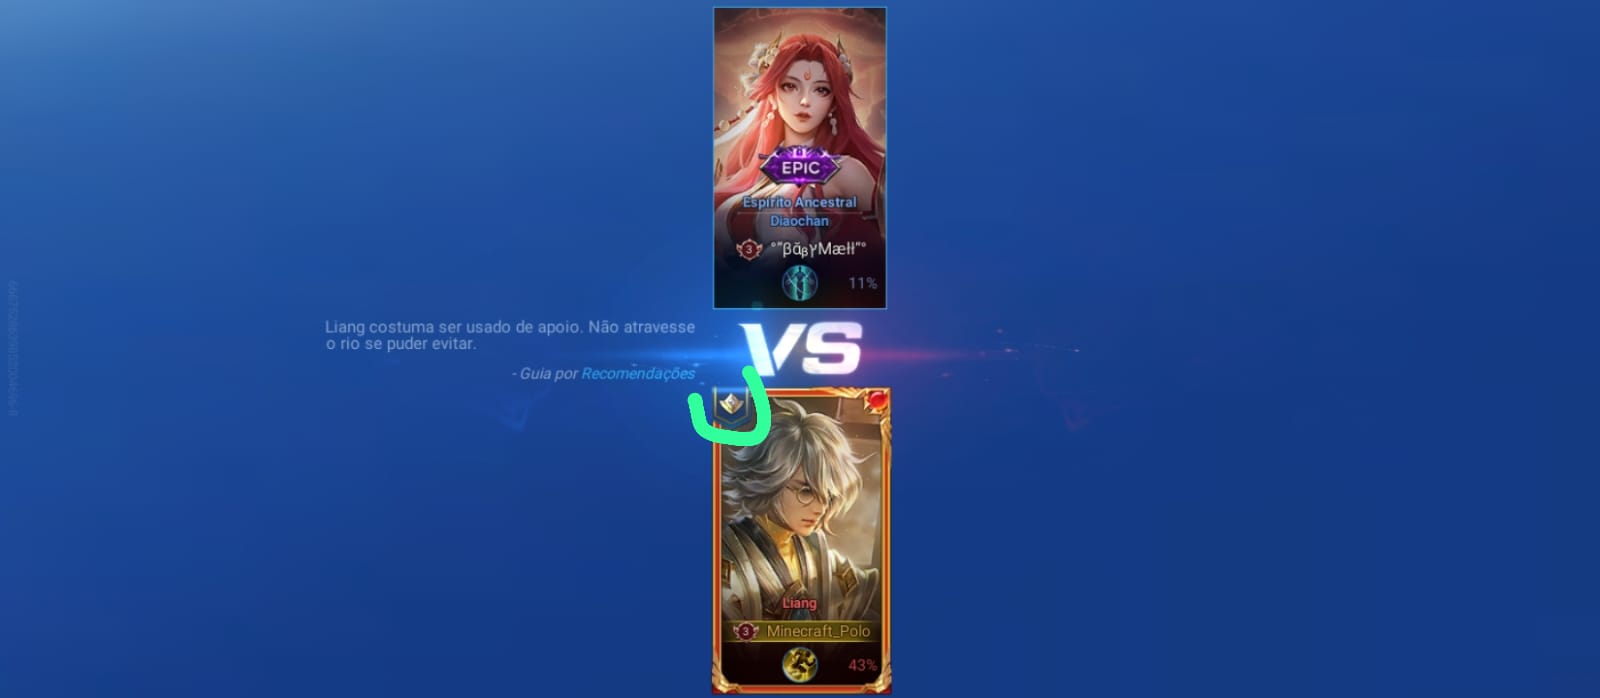 EPIC
Espírito Ancestral
Diaochan
3
11%
Liang costuma ser usado de apoio. Não atravesse
o rio se puder evitar.
- Guia por Recomendações
VS
Liang
3 Minecraft_Polo
43%